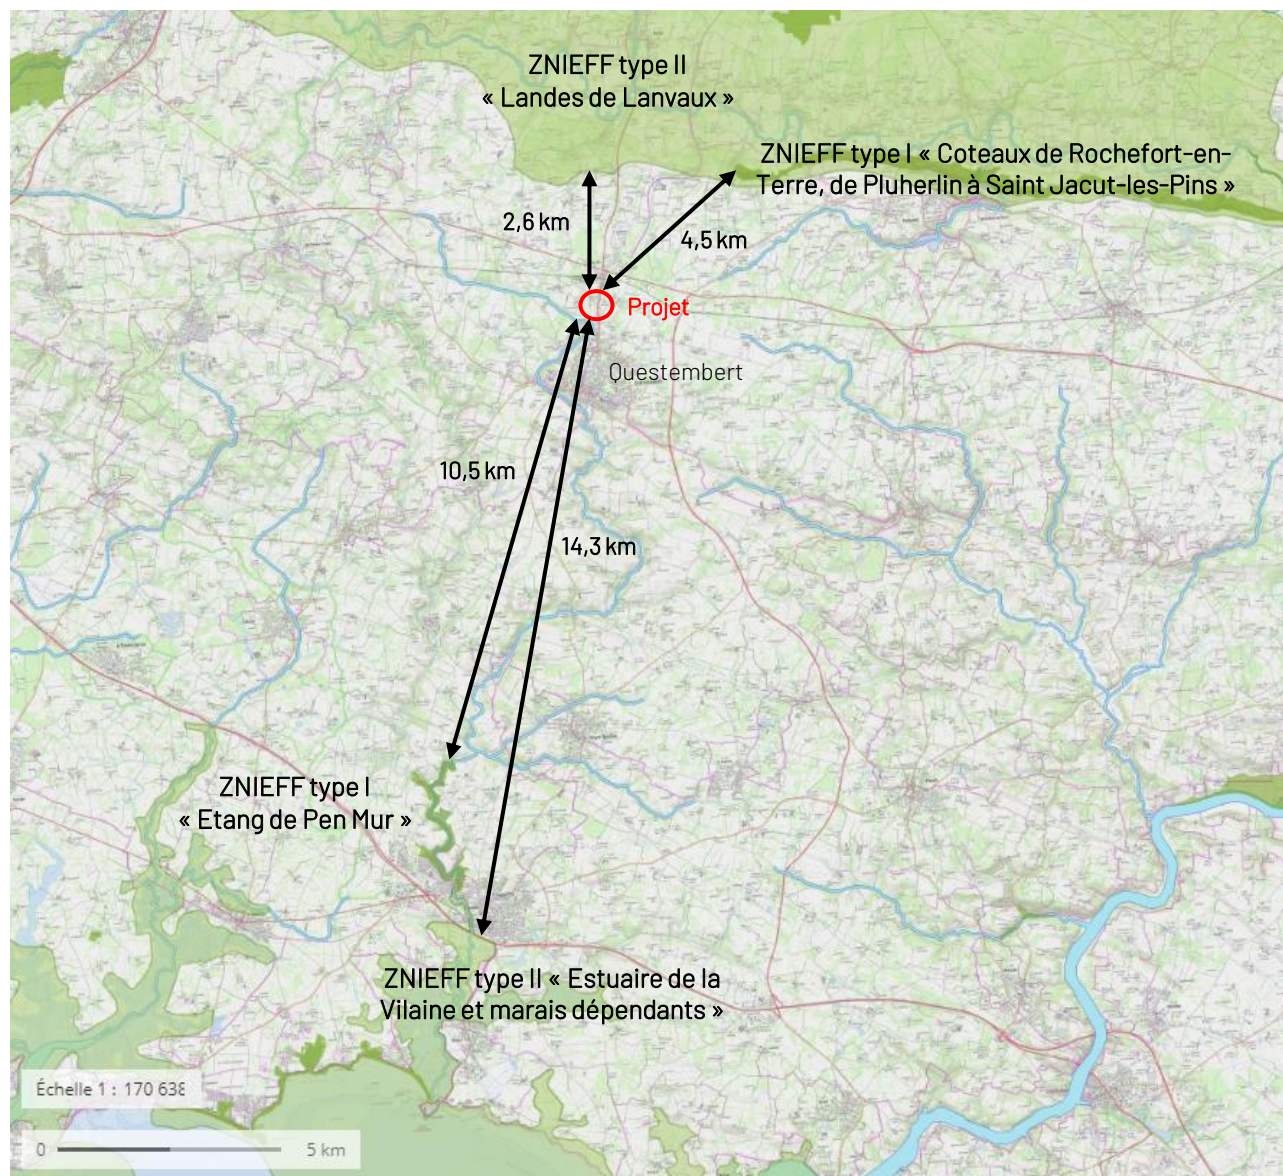 ZNIEFF type II
« Landes de Lanvaux »
ZNIEFF type I « Coteaux de Rochefort-en-
Terre, de Pluherlin à Saint Jacut-les-Pins »
2,6 km
4,5 km
Projet
Questembert
10,5 km
14,3 km
ZNIEFF type I
« Etang de Pen Mur »
ZNIEFF type II « Estuaire de la
Vilaine et marais dépendants »
Échelle 1 : 170 638
0 5 km